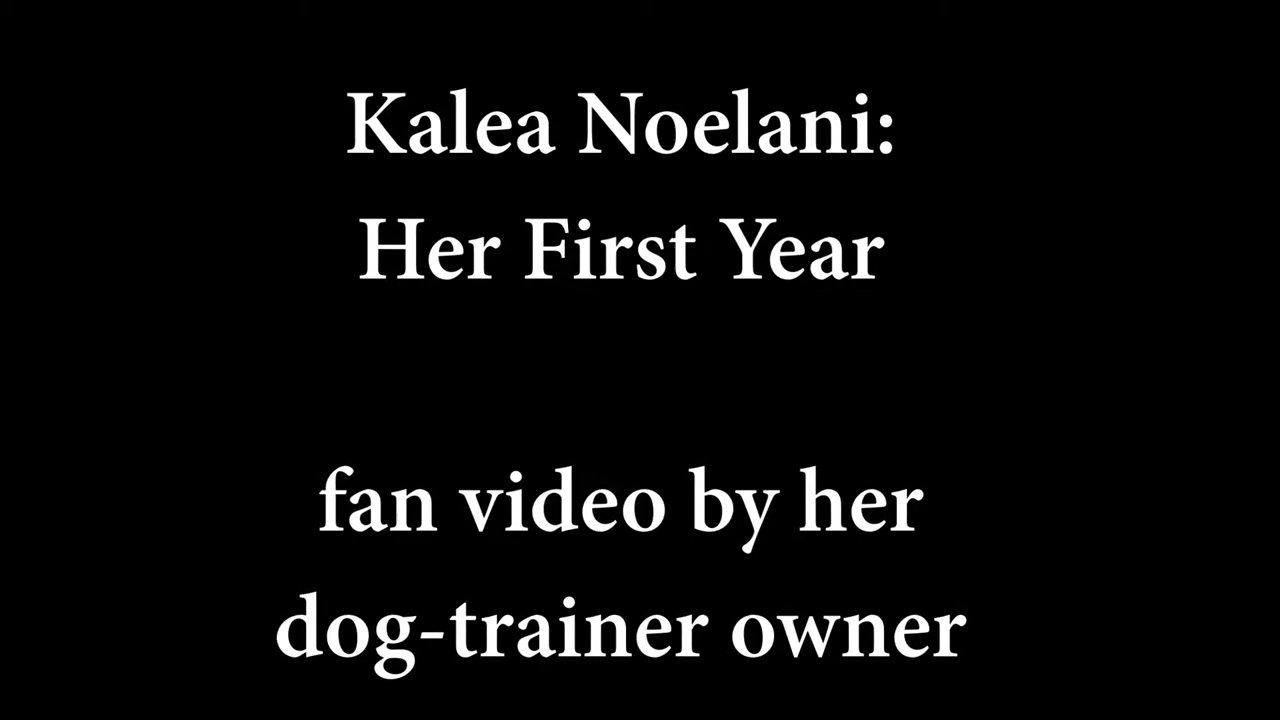 Kalea Noelani:
Her First Year
fan video by her
dog-trainer owner